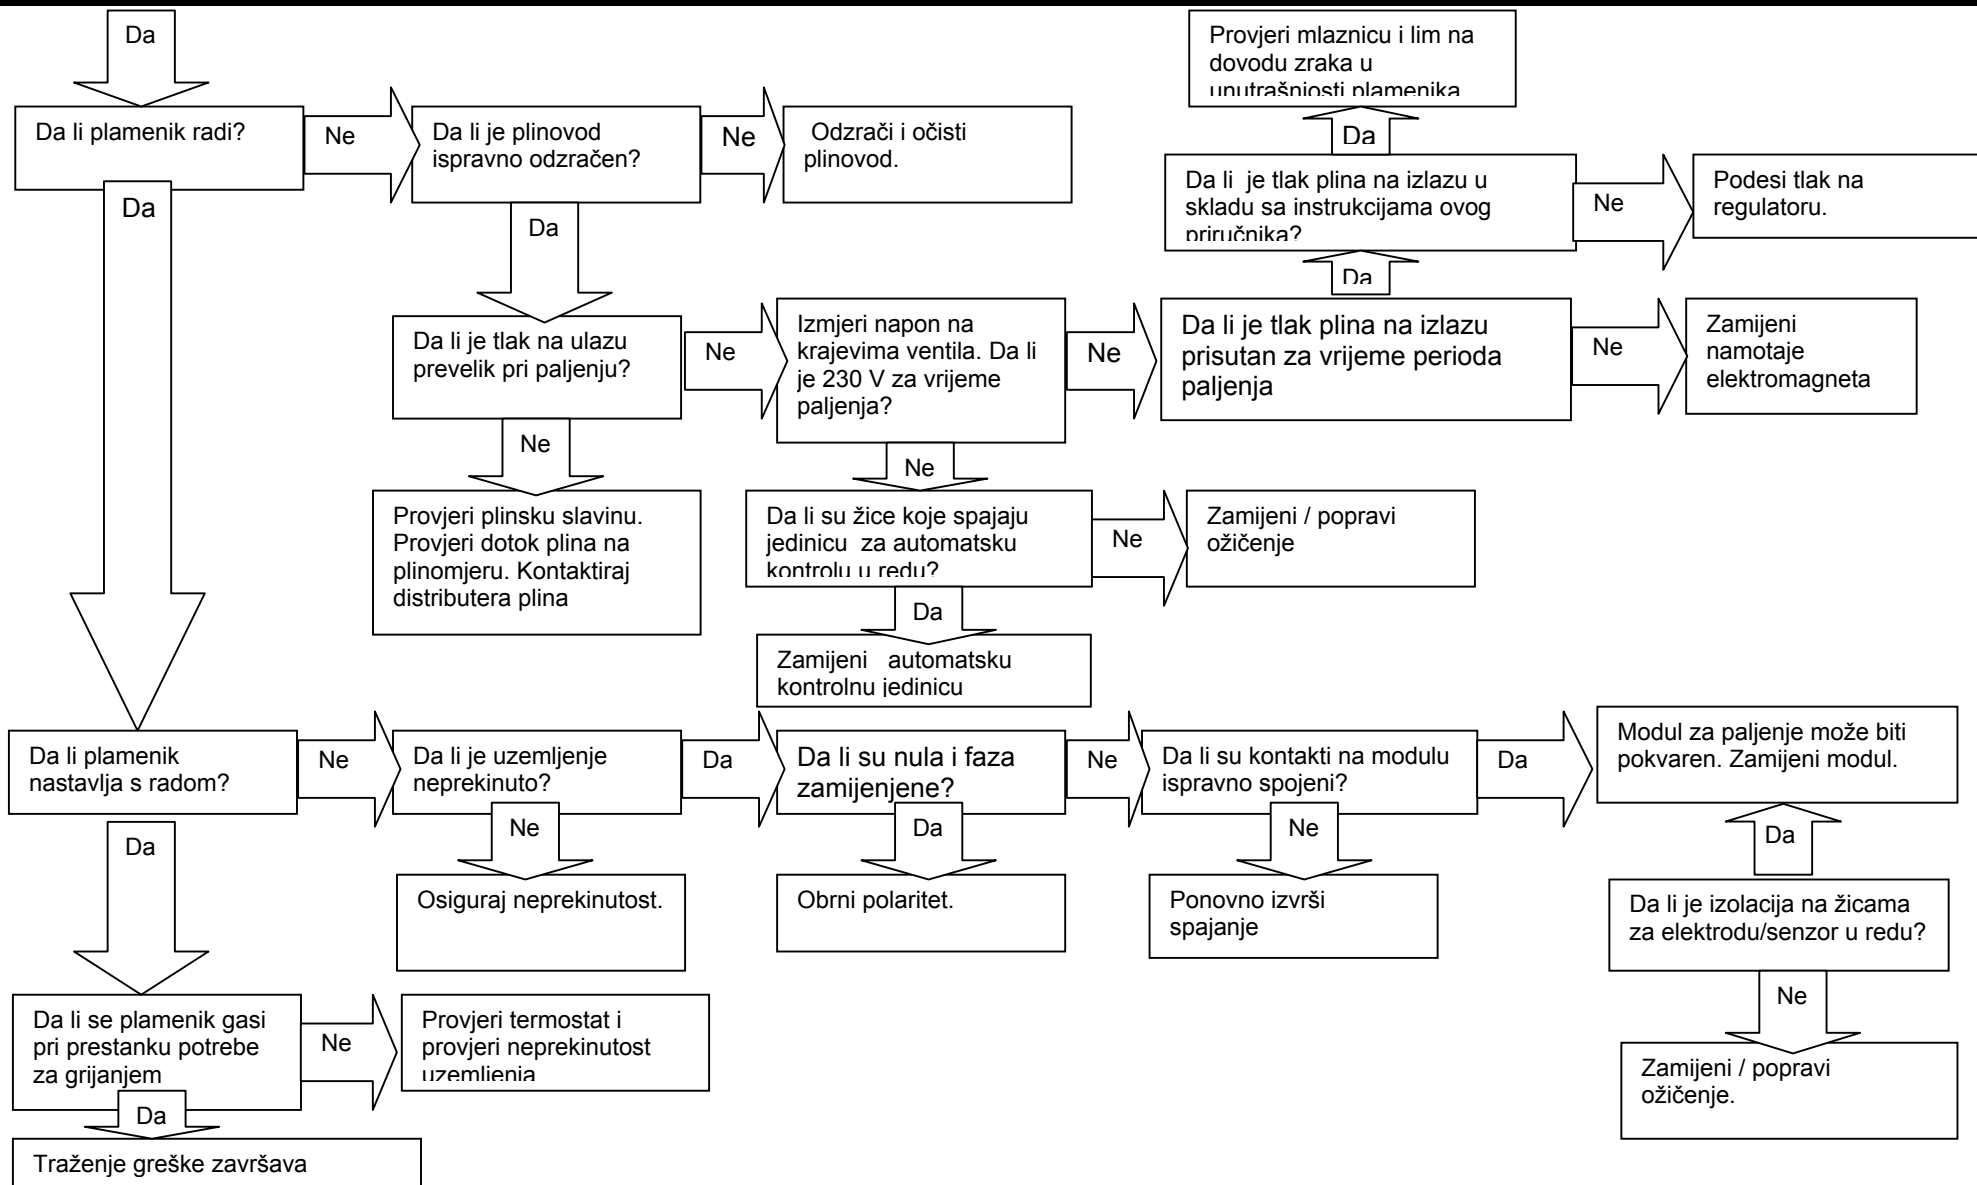 Da
Provjeri mlaznicu i lim na
dovodu zraka u
unutrašnjosti plamenika
Da li plamenik radi?
Ne
Da li je plinovod
ispravno odzračen?
Ne
Odzrači i očisti
plinovod.
Da
Da li je tlak plina na izlazu u
skladu sa instrukcijama ovog
priručnika?
Ne
Podesi tlak na
regulatoru.
Da
Da
Da
Da li je tlak na ulazu
prevelik pri paljenju?
Ne
Izmjeri napon na
krajevima ventila. Da li
je 230 V za vrijeme
paljenja?
Ne
Da li je tlak plina na izlazu
prisutan za vrijeme perioda
paljenja
Ne
Zamijeni
namotaje
elektromagneta
Ne
Ne
Provjeri plinsku slavinu.
Provjeri dotok plina na
plinomjeru. Kontaktiraj
distributera plina
Da li su žice koje spajaju
jedinicu za automatsku
kontrolu u redu?
Ne
Zamijeni / popravi
ožičenje
Da
Zamijeni automatsku
kontrolnu jedinicu
Da li plamenik
nastavlja s radom?
Ne
Da li je uzemljenje
neprekinuto?
Da
Da li su nula i faza
zamijenjene?
Ne
Da li su kontakti na modulu
ispravno spojeni?
Da
Modul za paljenje može biti
pokvaren. Zamijeni modul.
Da
Ne
Da
Ne
Da
Osiguraj neprekinutost.
Obrni polaritet.
Ponovno izvrši
spajanje
Da li je izolacija na žicama
za elektrodu/senzor u redu?
Ne
Da li se plamenik gasi
pri prestanku potrebe
za grijanjem
Ne
Provjeri termostat i
provjeri neprekinutost
uzemljenja
Zamijeni / popravi
ožičenje.
Da
Traženje greške završava